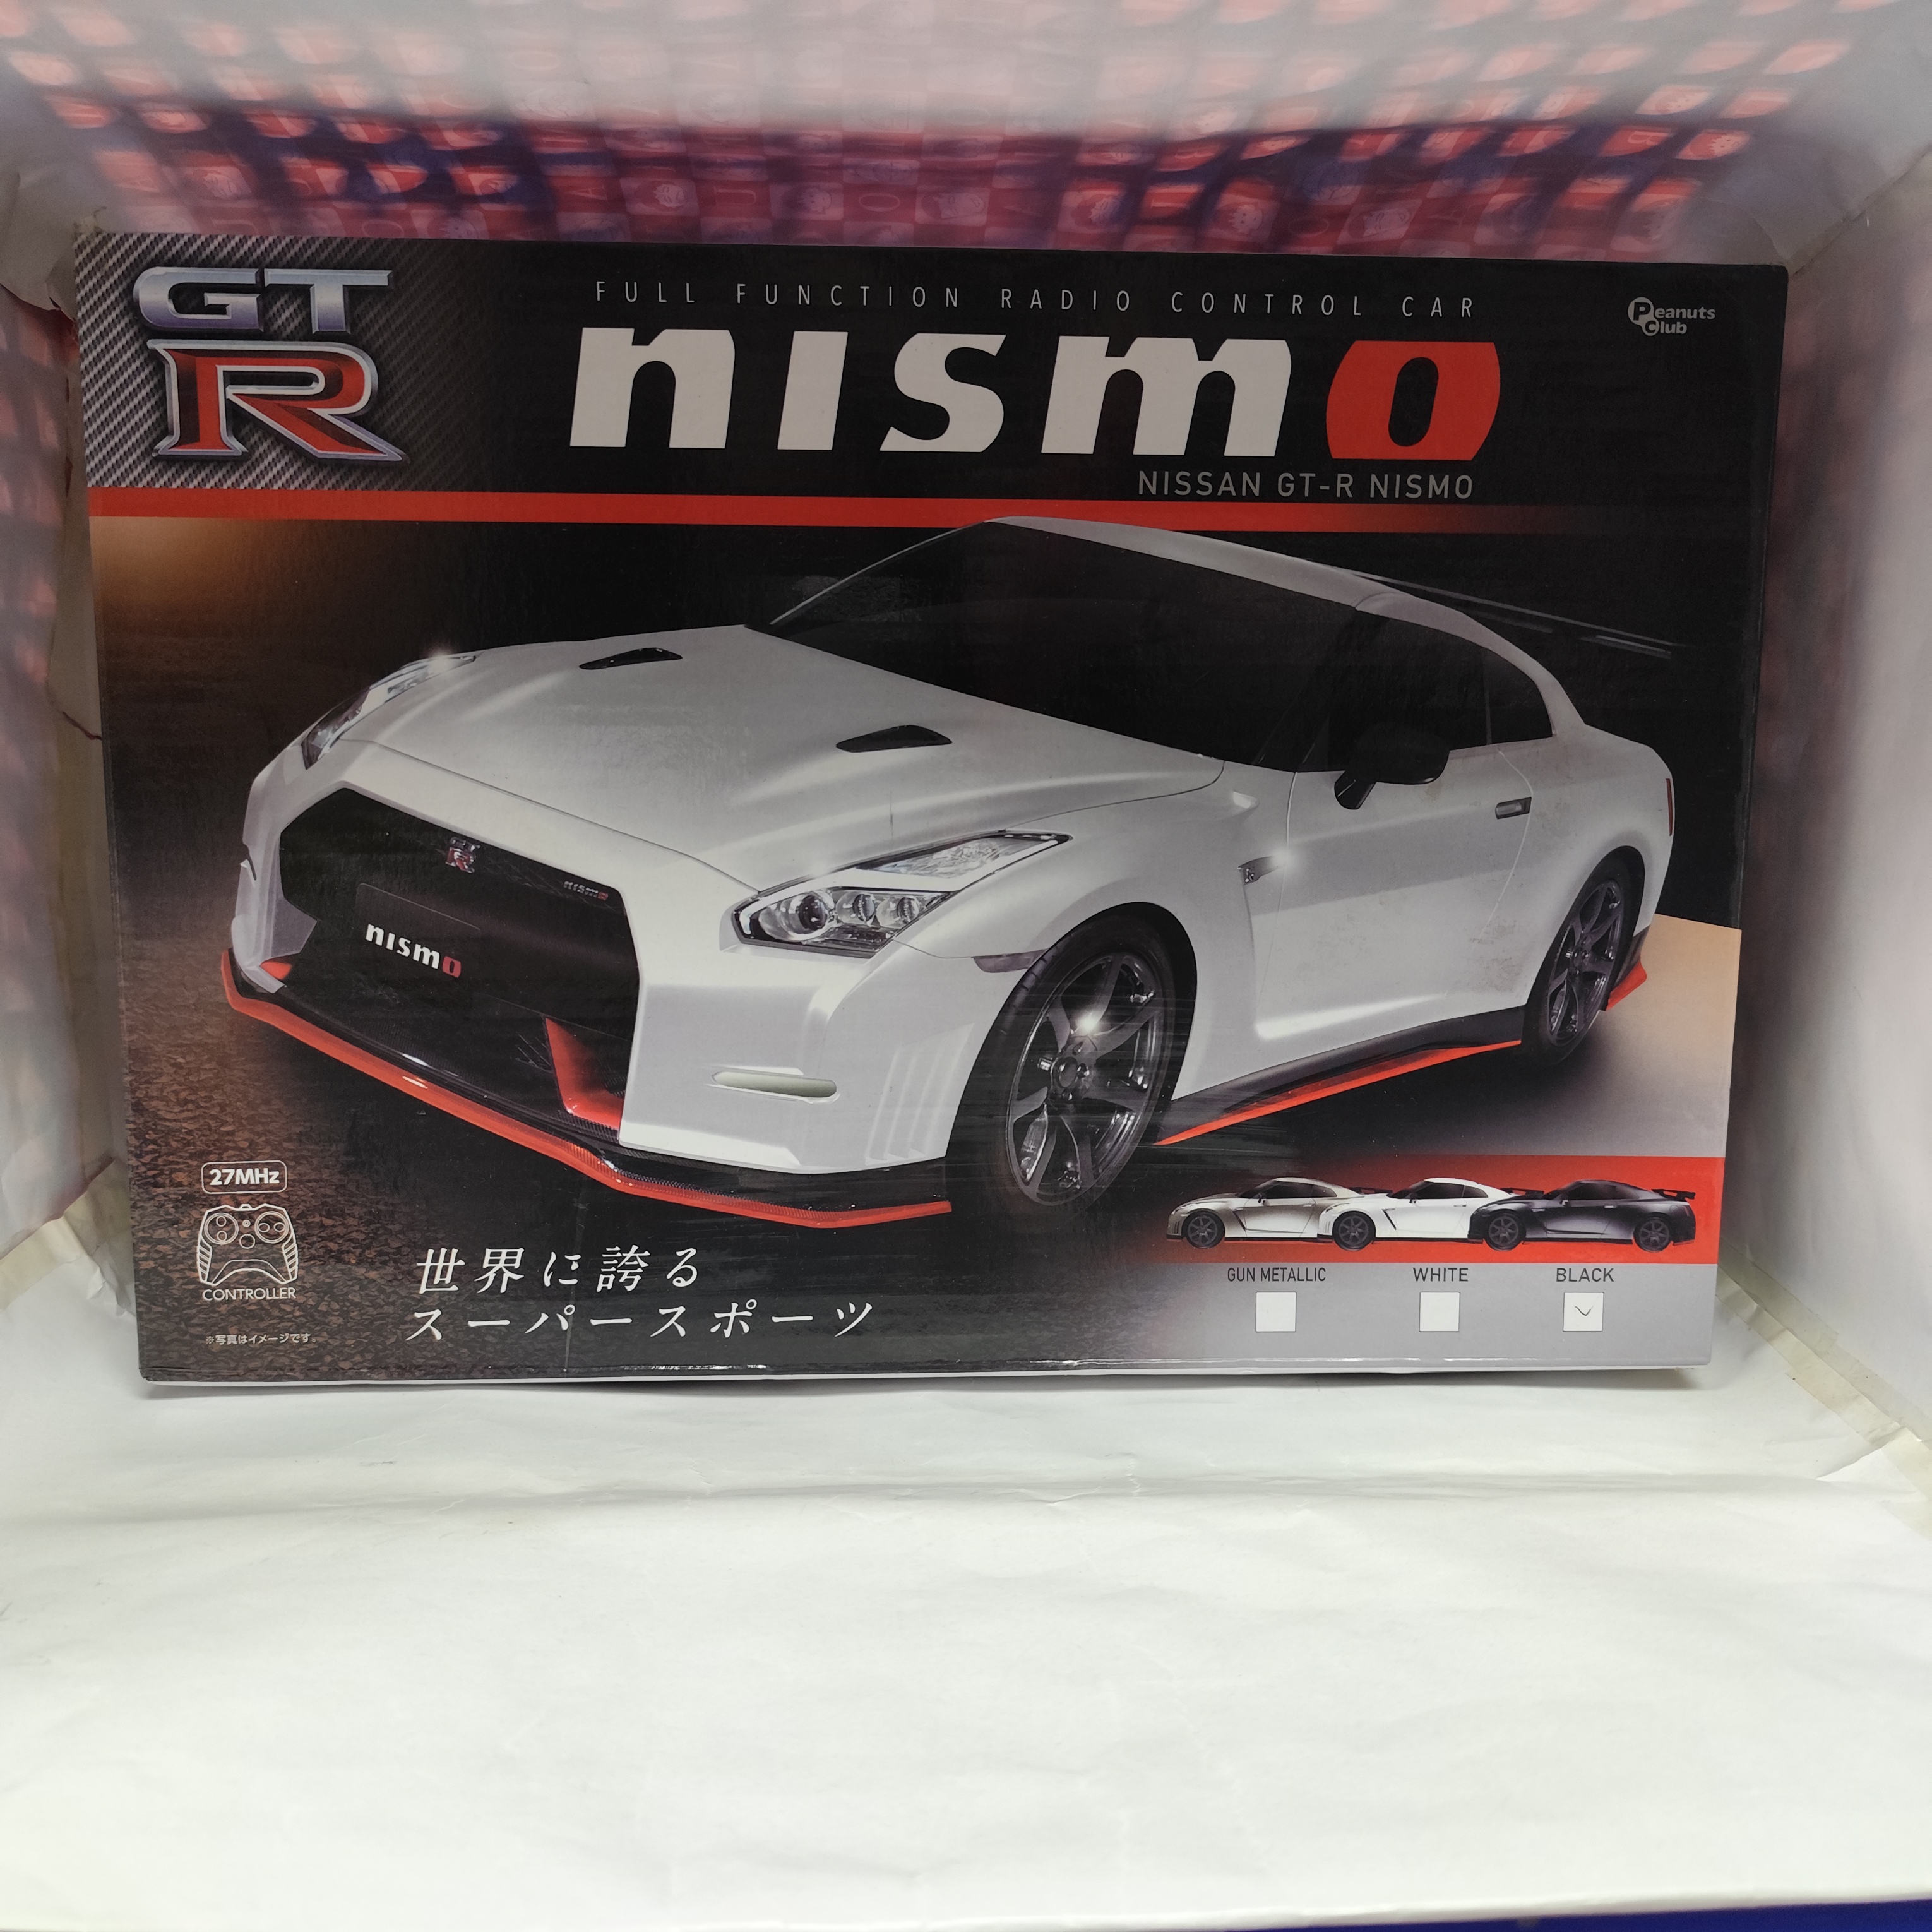 GT
R
FULL FUNCTION RADIO CONTROL CAR
nismo
NISSAN GT-R NISMO
Peanuts
Club
GT
R
nismo
nismo
27MHz
CONTROLLER
※写真はイメージです。
世界に誇る
スーパースポーツ
GUN METALLIC
WHITE
BLACK